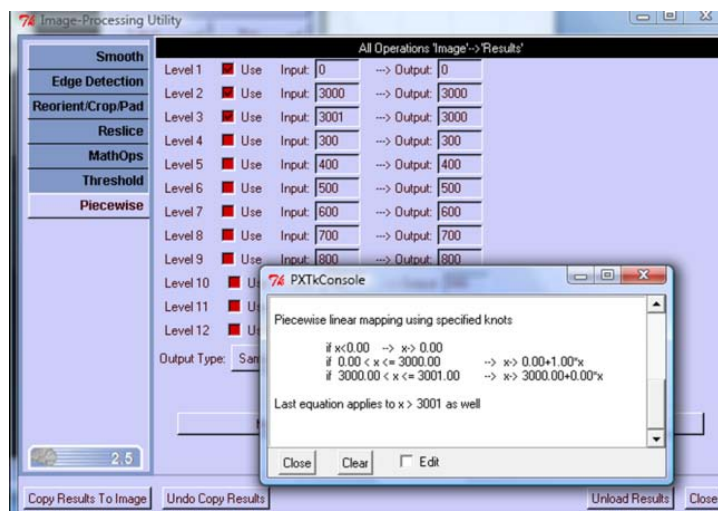 Image-Processing Utility
All Operations 'Image'-->'Results'
Smooth
Edge Detection
Reorient/Crop/Pad
Reslice
MathOps
Threshold
Piecewise
Level 1 Use Input: 0 ---> Output: 0
Level 2 Use Input: 3000 ---> Output: 3000
Level 3 Use Input: 3001 ---> Output: 3000
Level 4 Use Input: 300 ---> Output: 300
Level 5 Use Input: 400 ---> Output: 400
Level 6 Use Input: 500 ---> Output: 500
Level 7 Use Input: 600 ---> Output: 600
Level 8 Use Input: 700 ---> Output: 700
Level 9 Use Input: 800 ---> Output: 800
Level 10
Level 11
Level 12
Output Type:
PXTkConsole
Piecewise linear mapping using specified knots
if x<0.00 --> x-> 0.00
if 0.00 < x <= 3000.00 --> x-> 0.00+1.00*x
if 3000.00 < x <= 3001.00 --> x-> 3000.00+0.00*x
Last equation applies to x > 3001 as well
Close Clear Edit
2.5
Copy Results To Image Undo Copy Results Unload Results Close